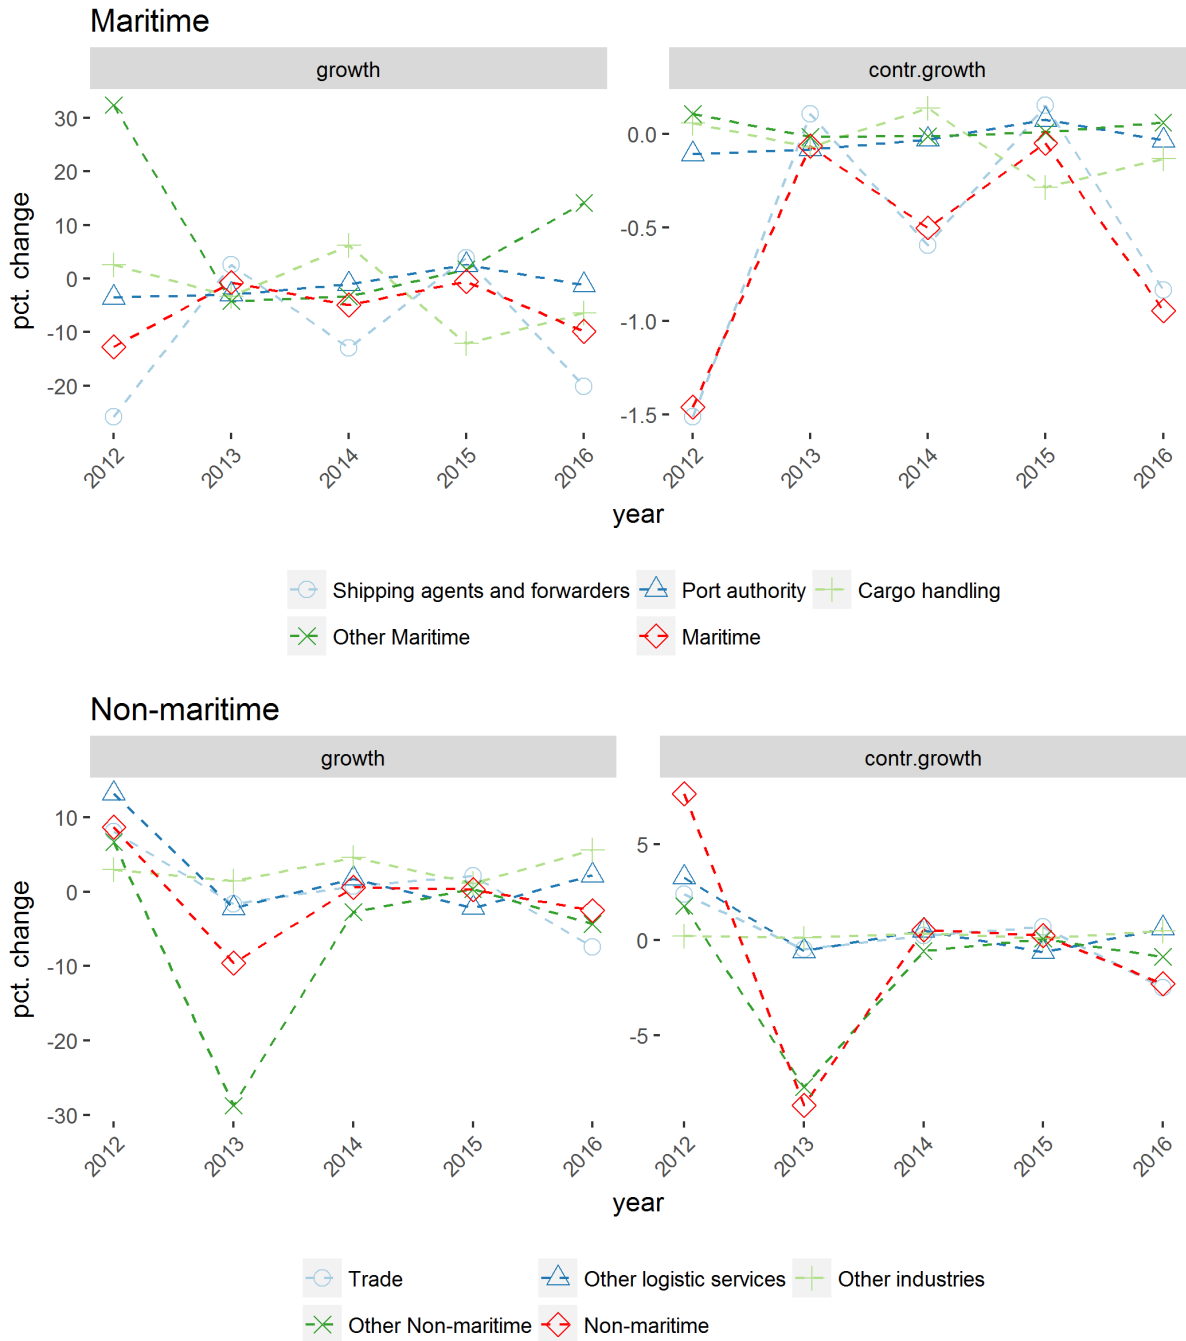 Maritime
growth
contr.growth
pct. change
30
20
10
0
-10
-20
0.0
-0.5
-1.0
-1.5
2012
2013
2014
2015
2016
2012
2013
2014
2015
2016
year
Shipping agents and forwarders
Port authority
Cargo handling
Other Maritime
Maritime
Non-maritime
growth
contr.growth
pct. change
10
0
-10
-20
-30
5
0
-5
2012
2013
2014
2015
2016
2012
2013
2014
2015
2016
year
Trade
Other logistic services
Other industries
Other Non-maritime
Non-maritime